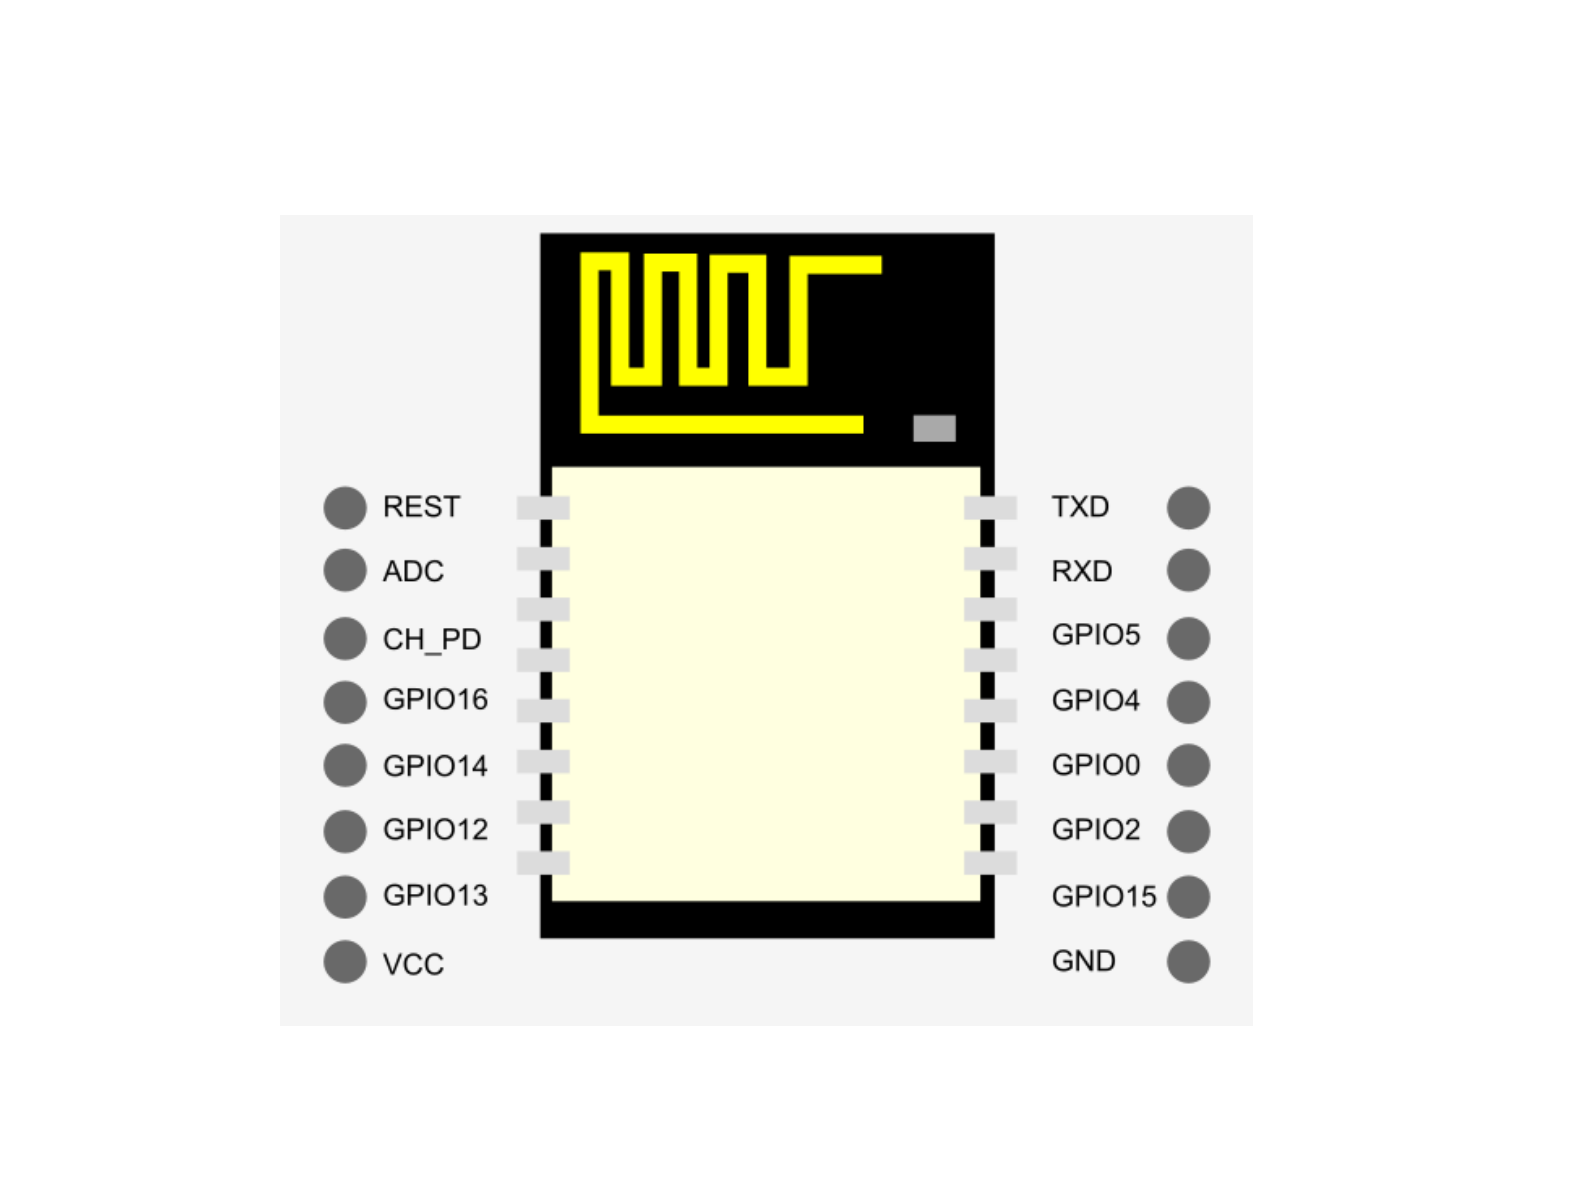 REST
ADC
CH_PD
GPIO16
GPIO14
GPIO12
GPIO13
VCC
TXD
RXD
GPIO5
GPIO4
GPIO0
GPIO2
GPIO15
GND